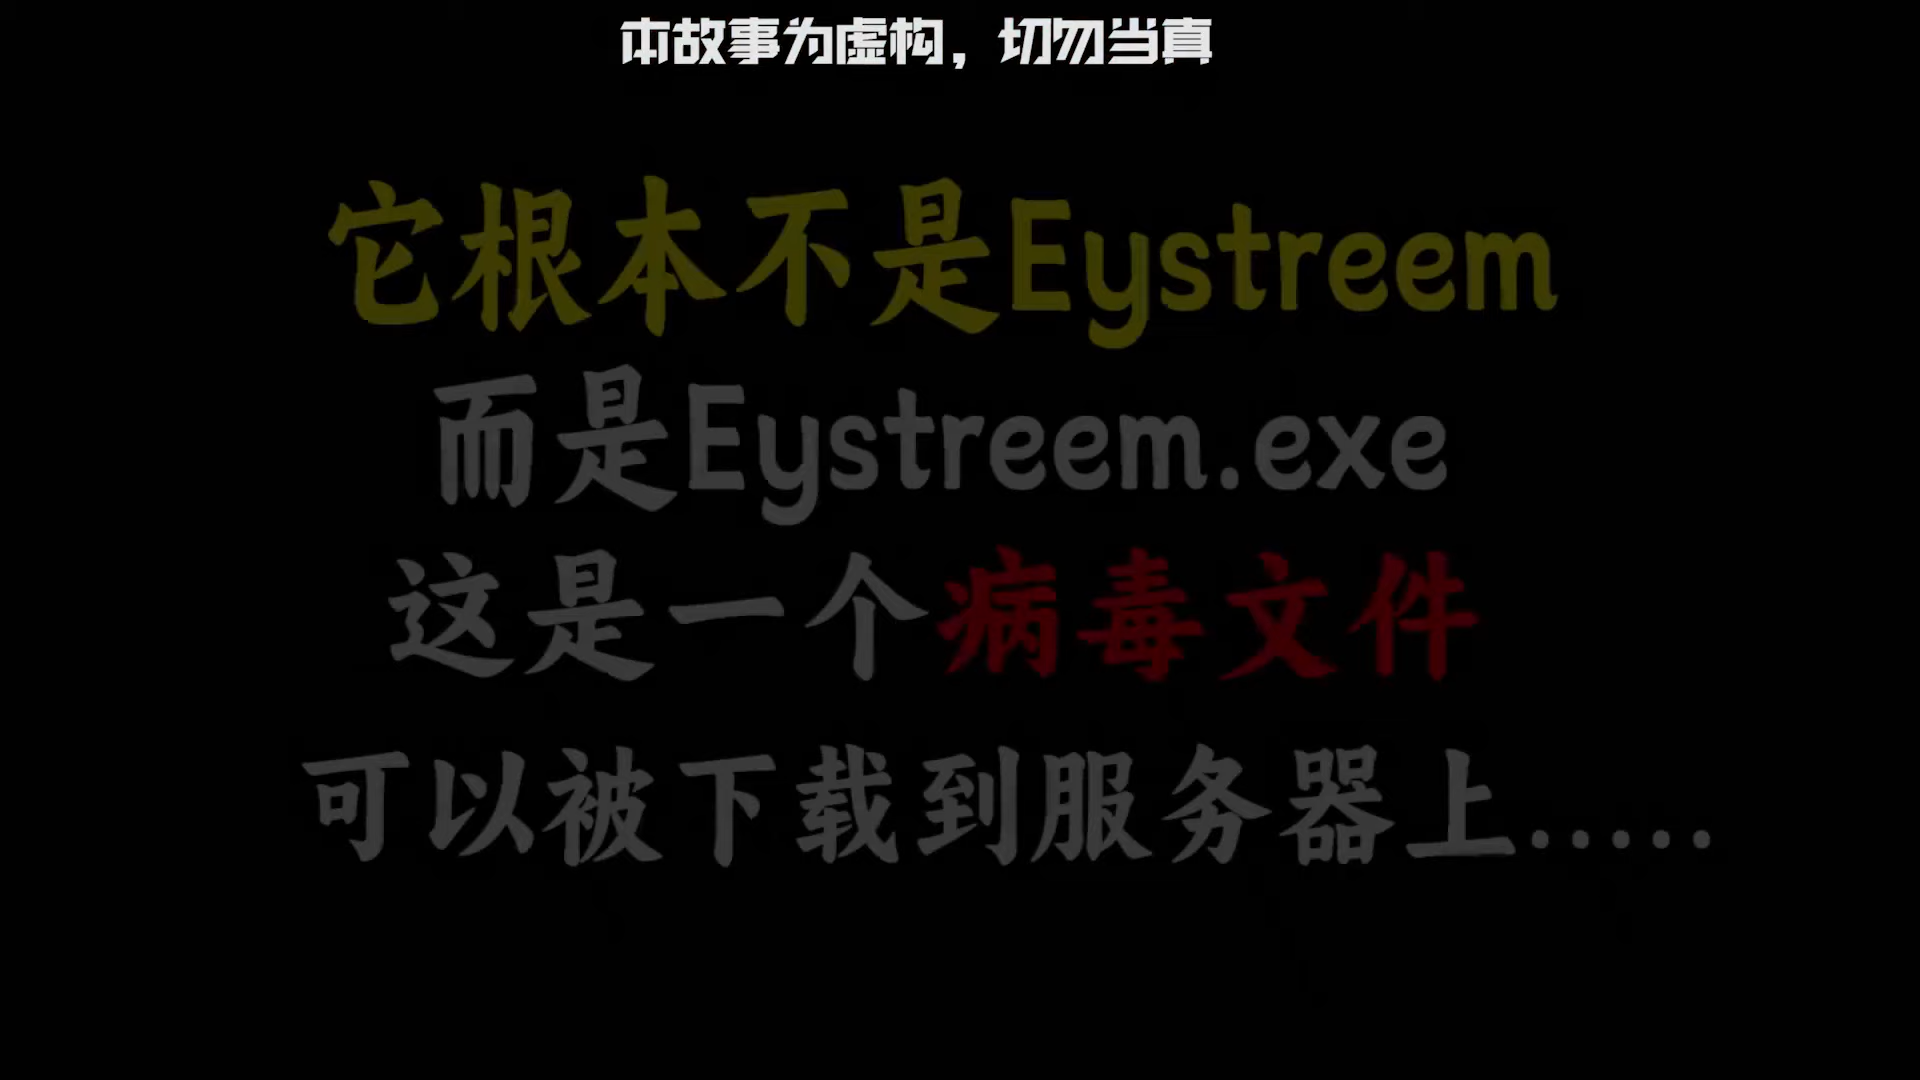 本故事为虚构，切勿当真
它根本不是Eystreem
而是Eystreem.exe
这是一个病毒文件
可以被下载到服务器上.....